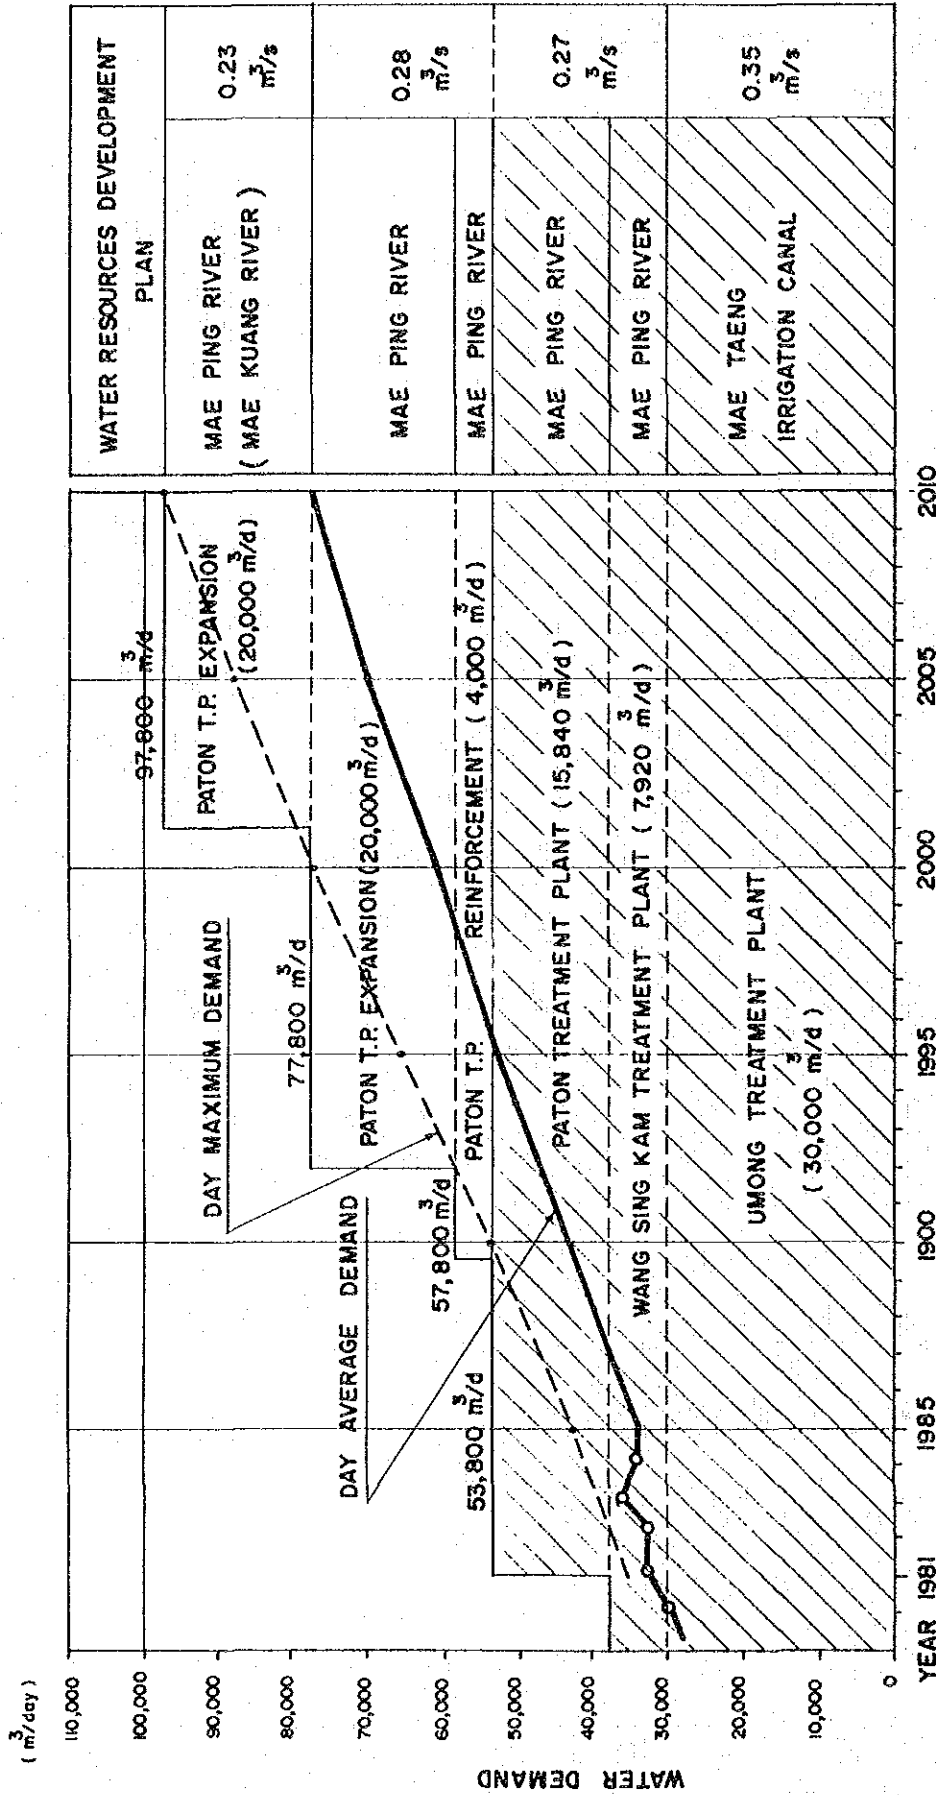 (m³/day)
110,000
100,000
90,000
80,000
70,000
60,000
50,000
40,000
30,000
20,000
10,000
0
WATER DEMAND
YEAR 1981
1985
1900
1995
2000
2005
2010
97,800 m³/d
PATON T.P. EXPANSION
(20,000 m³/d)
DAY MAXIMUM DEMAND
77,800 m³/d
PATON T.P. EXPANSION (20,000 m³/d)
DAY AVERAGE DEMAND
57,800 m³/d
PATON T.P. REINFORCEMENT (4,000 m³/d)
53,800 m³/d
PATON TREATMENT PLANT (15,840 m³/d)
WANG SING KAM TREATMENT PLANT (7,920 m³/d)
UMONG TREATMENT PLANT
(30,000 m³/d)
WATER RESOURCES DEVELOPMENT
PLAN
MAE PING RIVER
(MAE KUANG RIVER)
0.23
m³/s
MAE PING RIVER
0.28
m³/s
MAE PING RIVER
MAE PING RIVER
0.27
m³/s
MAE PING RIVER
MAE TAENG
IRRIGATION CANAL
0.35
m³/s